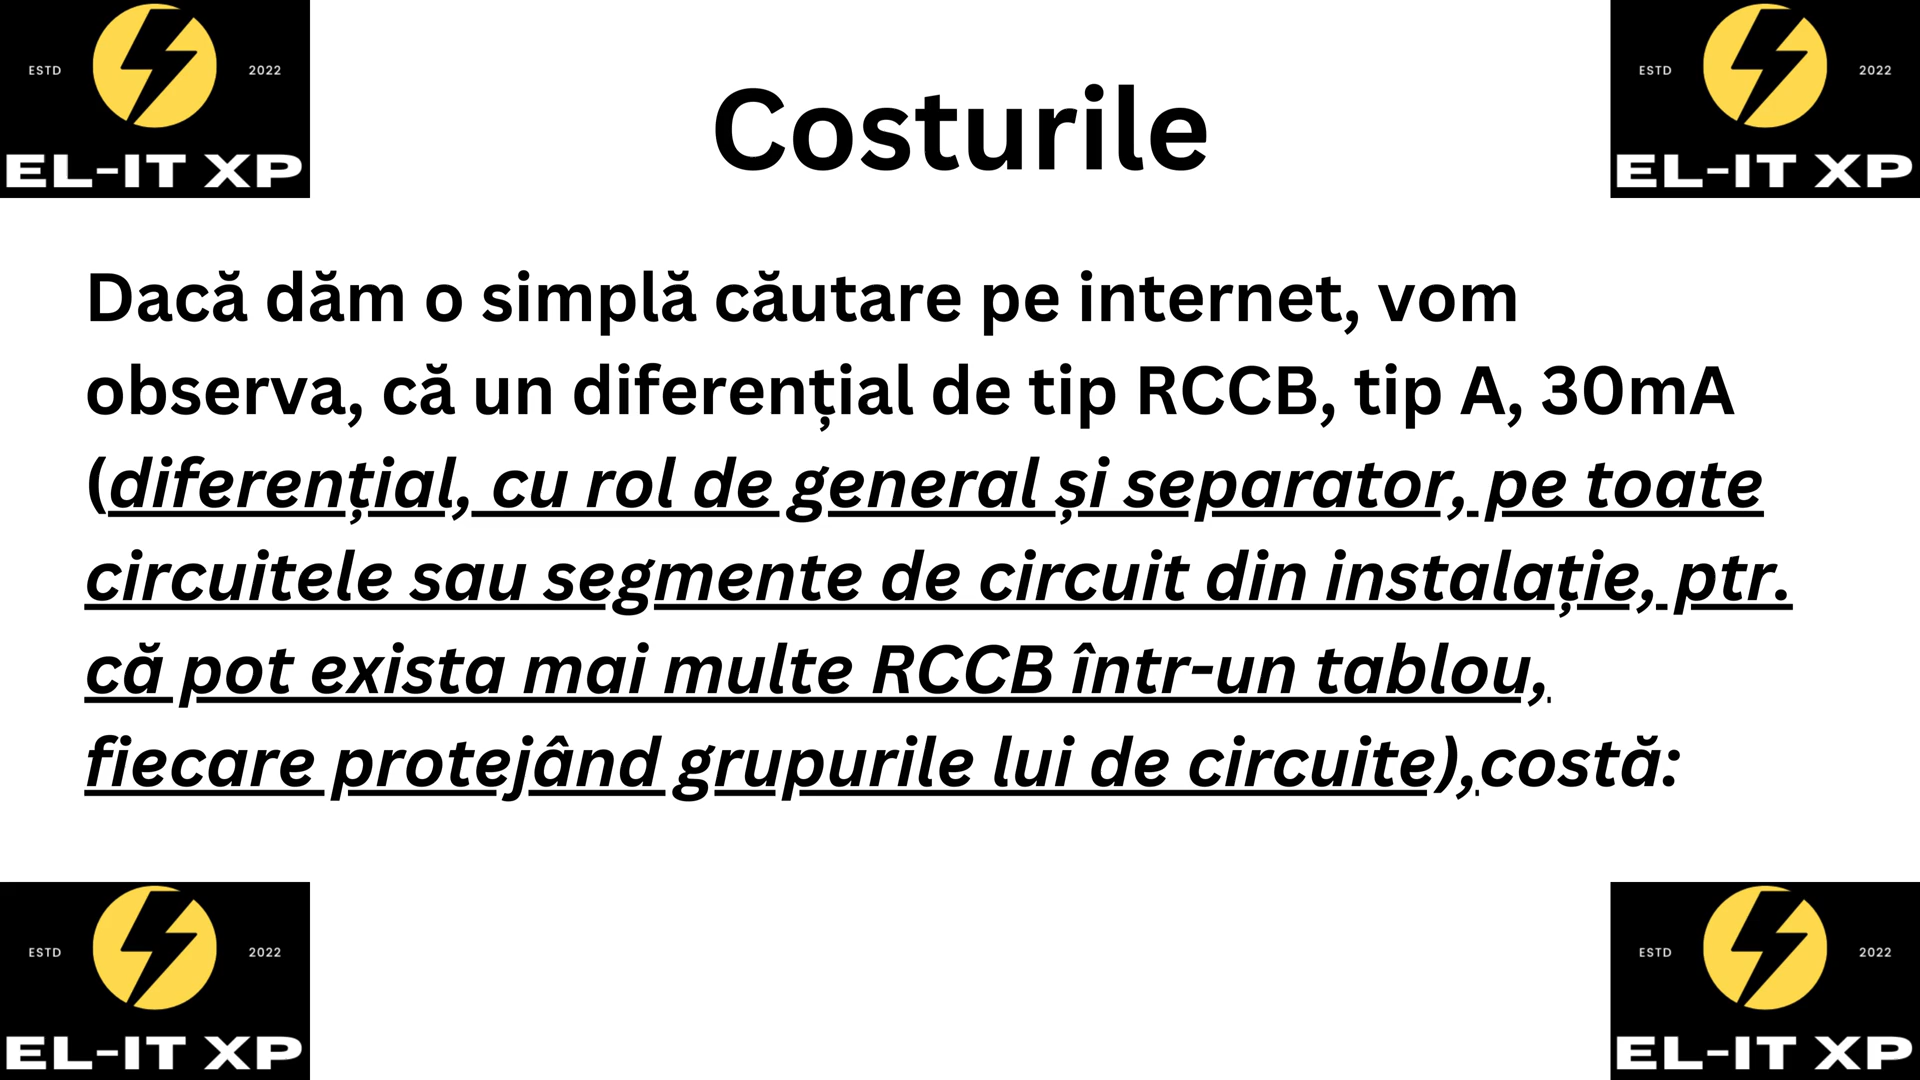 ESTD 2022
EL-IT XP
ESTD 2022
EL-IT XP
Costurile
Dacă dăm o simplă căutare pe internet, vom
observa, că un diferențial de tip RCCB, tip A, 30mA
(diferențial, cu rol de general și separator, pe toate
circuitele sau segmente de circuit din instalație, ptr.
că pot exista mai multe RCCB într-un tablou,
fiecare protejând grupurile lui de circuite), costă:
ESTD 2022
EL-IT XP
ESTD 2022
EL-IT XP